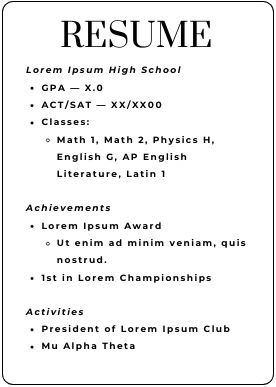 RESUME
Lorem Ipsum High School
• GPA — X.0
• ACT/SAT — XX/XX00
• Classes:
◦ Math 1, Math 2, Physics H,
English G, AP English
Literature, Latin 1
Achievements
• Lorem Ipsum Award
◦ Ut enim ad minim veniam, quis
nostrud.
• 1st in Lorem Championships
Activities
• President of Lorem Ipsum Club
• Mu Alpha Theta